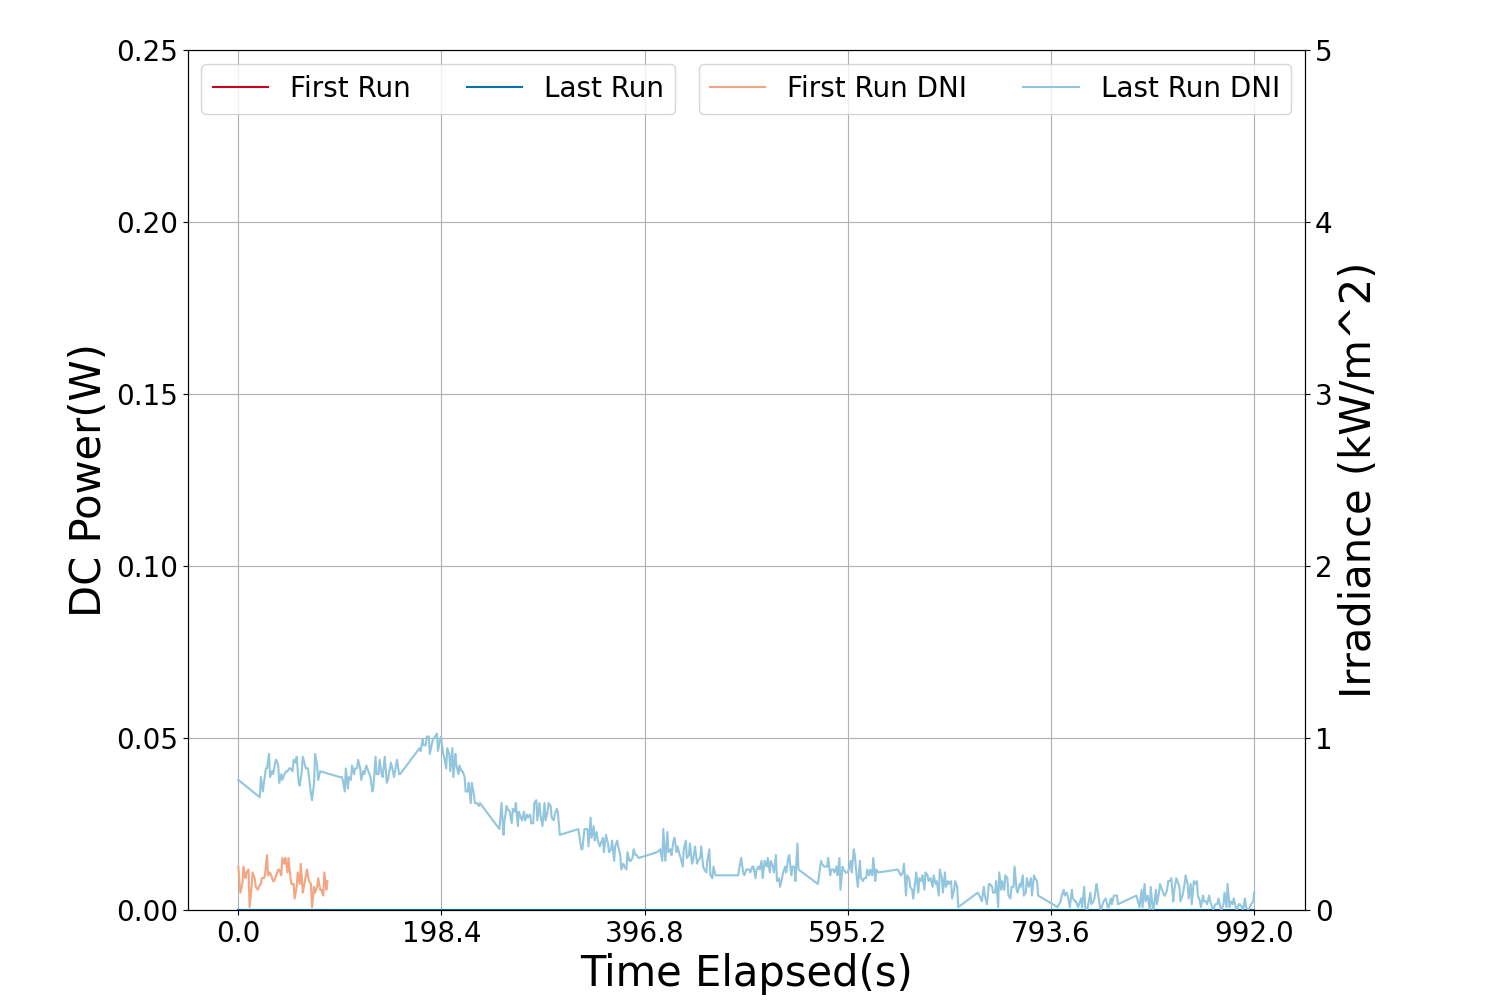 First Run
Last Run
First Run DNI
Last Run DNI
DC Power(W)
0.25
0.20
0.15
0.10
0.05
0.00
5
4
3
2
1
0
Irradiance (kW/m^2)
0.0 198.4 396.8 595.2 793.6 992.0
Time Elapsed(s)